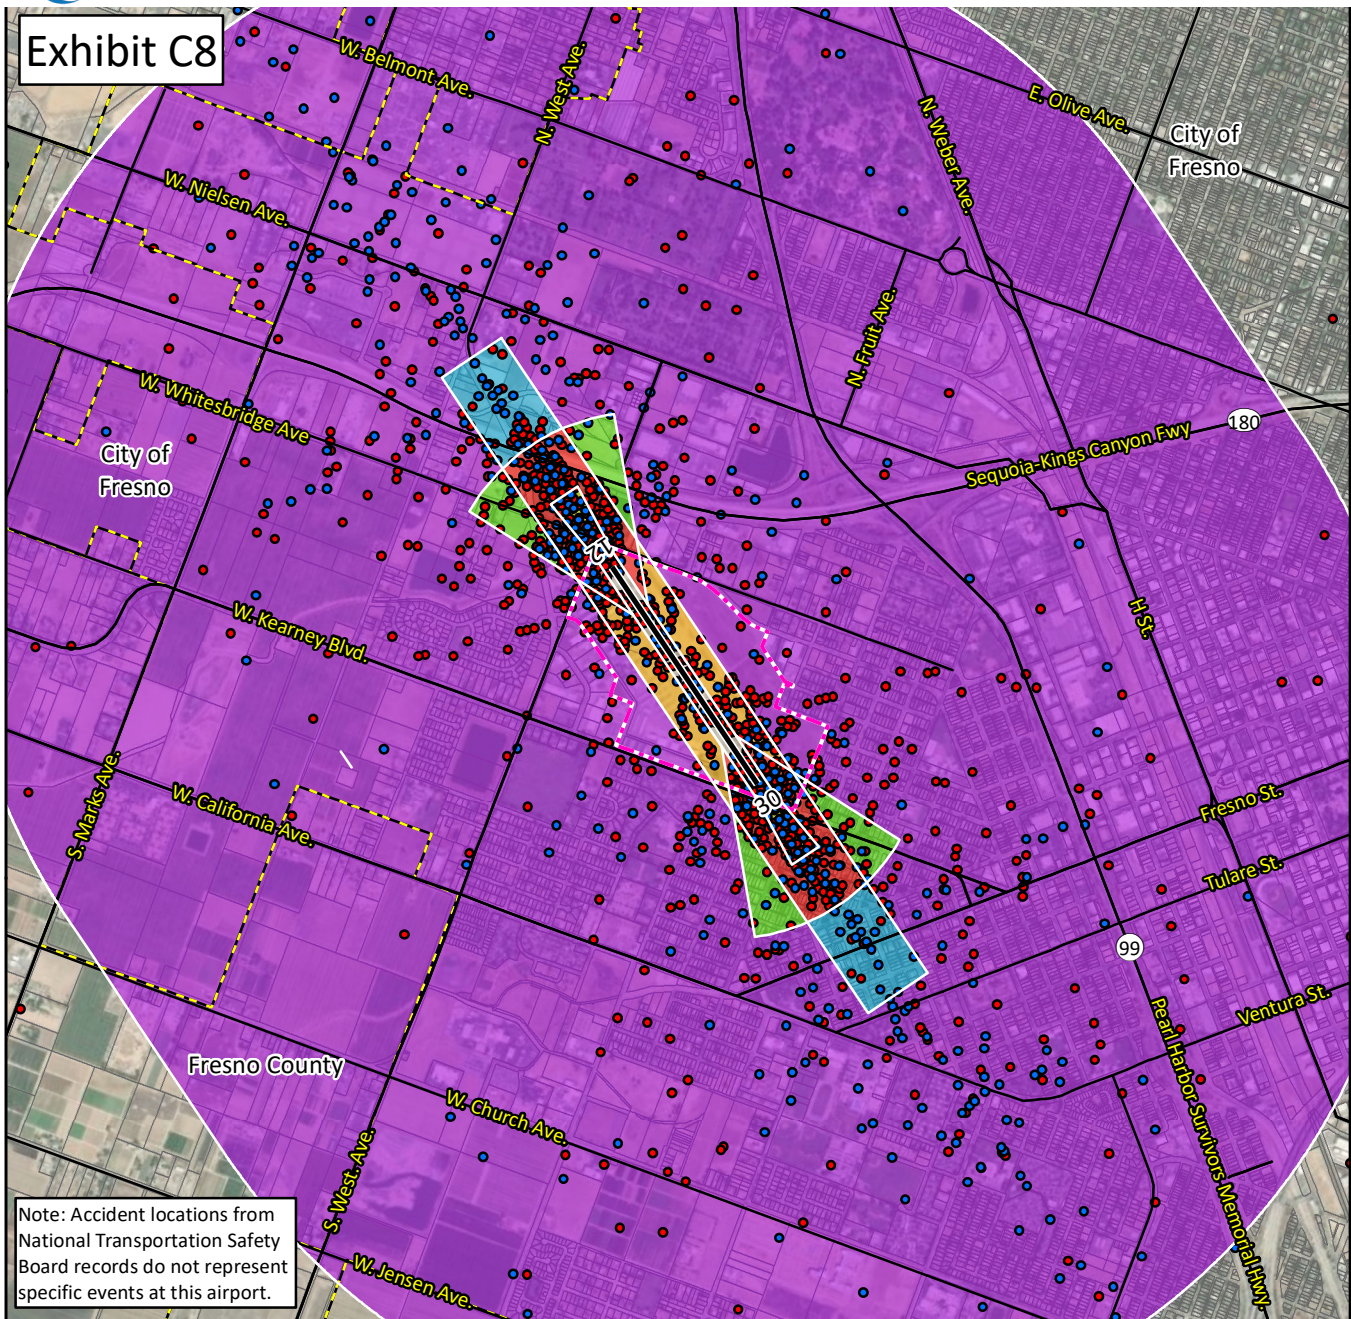 Exhibit C8
W. Belmont Ave.
N. West Ave.
N. Weber Ave.
E. Olive Ave.
City of
Fresno
W. Nielsen Ave.
N. Fruit Ave.
W. Whitesbridge Ave
180
Sequoia-Kings Canyon Fwy
City of
Fresno
12
W. Kearney Blvd.
H St.
S. Marks Ave.
W. California Ave.
30
Fresno St.
Tulare St.
99
Ventura St.
Pearl Harbor Survivors Memorial Hwy.
Fresno County
W. Church Ave.
S. West. Ave.
W. Jensen Ave.
Note: Accident locations from
National Transportation Safety
Board records do not represent
specific events at this airport.